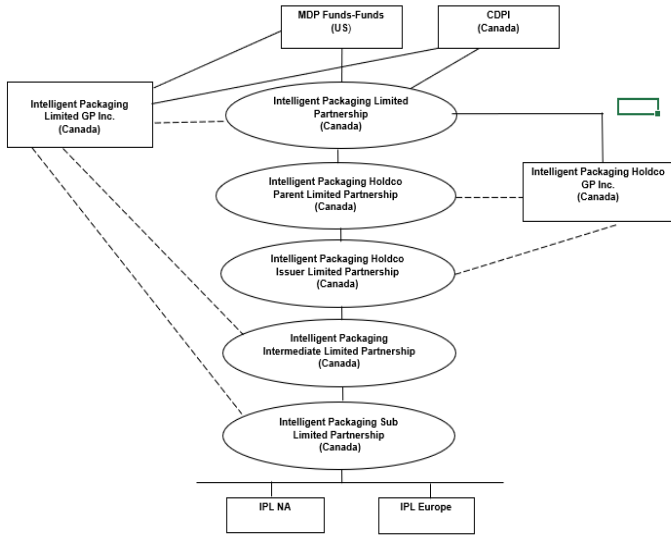 MDP Funds-Funds
(US)
CDPI
(Canada)
Intelligent Packaging
Limited GP Inc.
(Canada)
Intelligent Packaging Limited
Partnership
(Canada)
Intelligent Packaging Holdco
GP Inc.
(Canada)
Intelligent Packaging Holdco
Parent Limited Partnership
(Canada)
Intelligent Packaging Holdco
Issuer Limited Partnership
(Canada)
Intelligent Packaging
Intermediate Limited Partnership
(Canada)
Intelligent Packaging Sub
Limited Partnership
(Canada)
IPL NA
IPL Europe